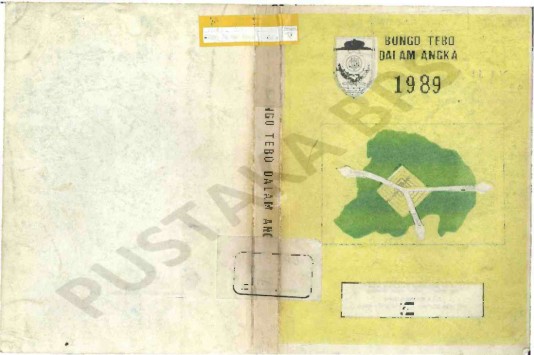 BUNGO TEBO
DALAM ANGKA
1989
NGO TEBO DALAM ANG
PUSTAKA BPS